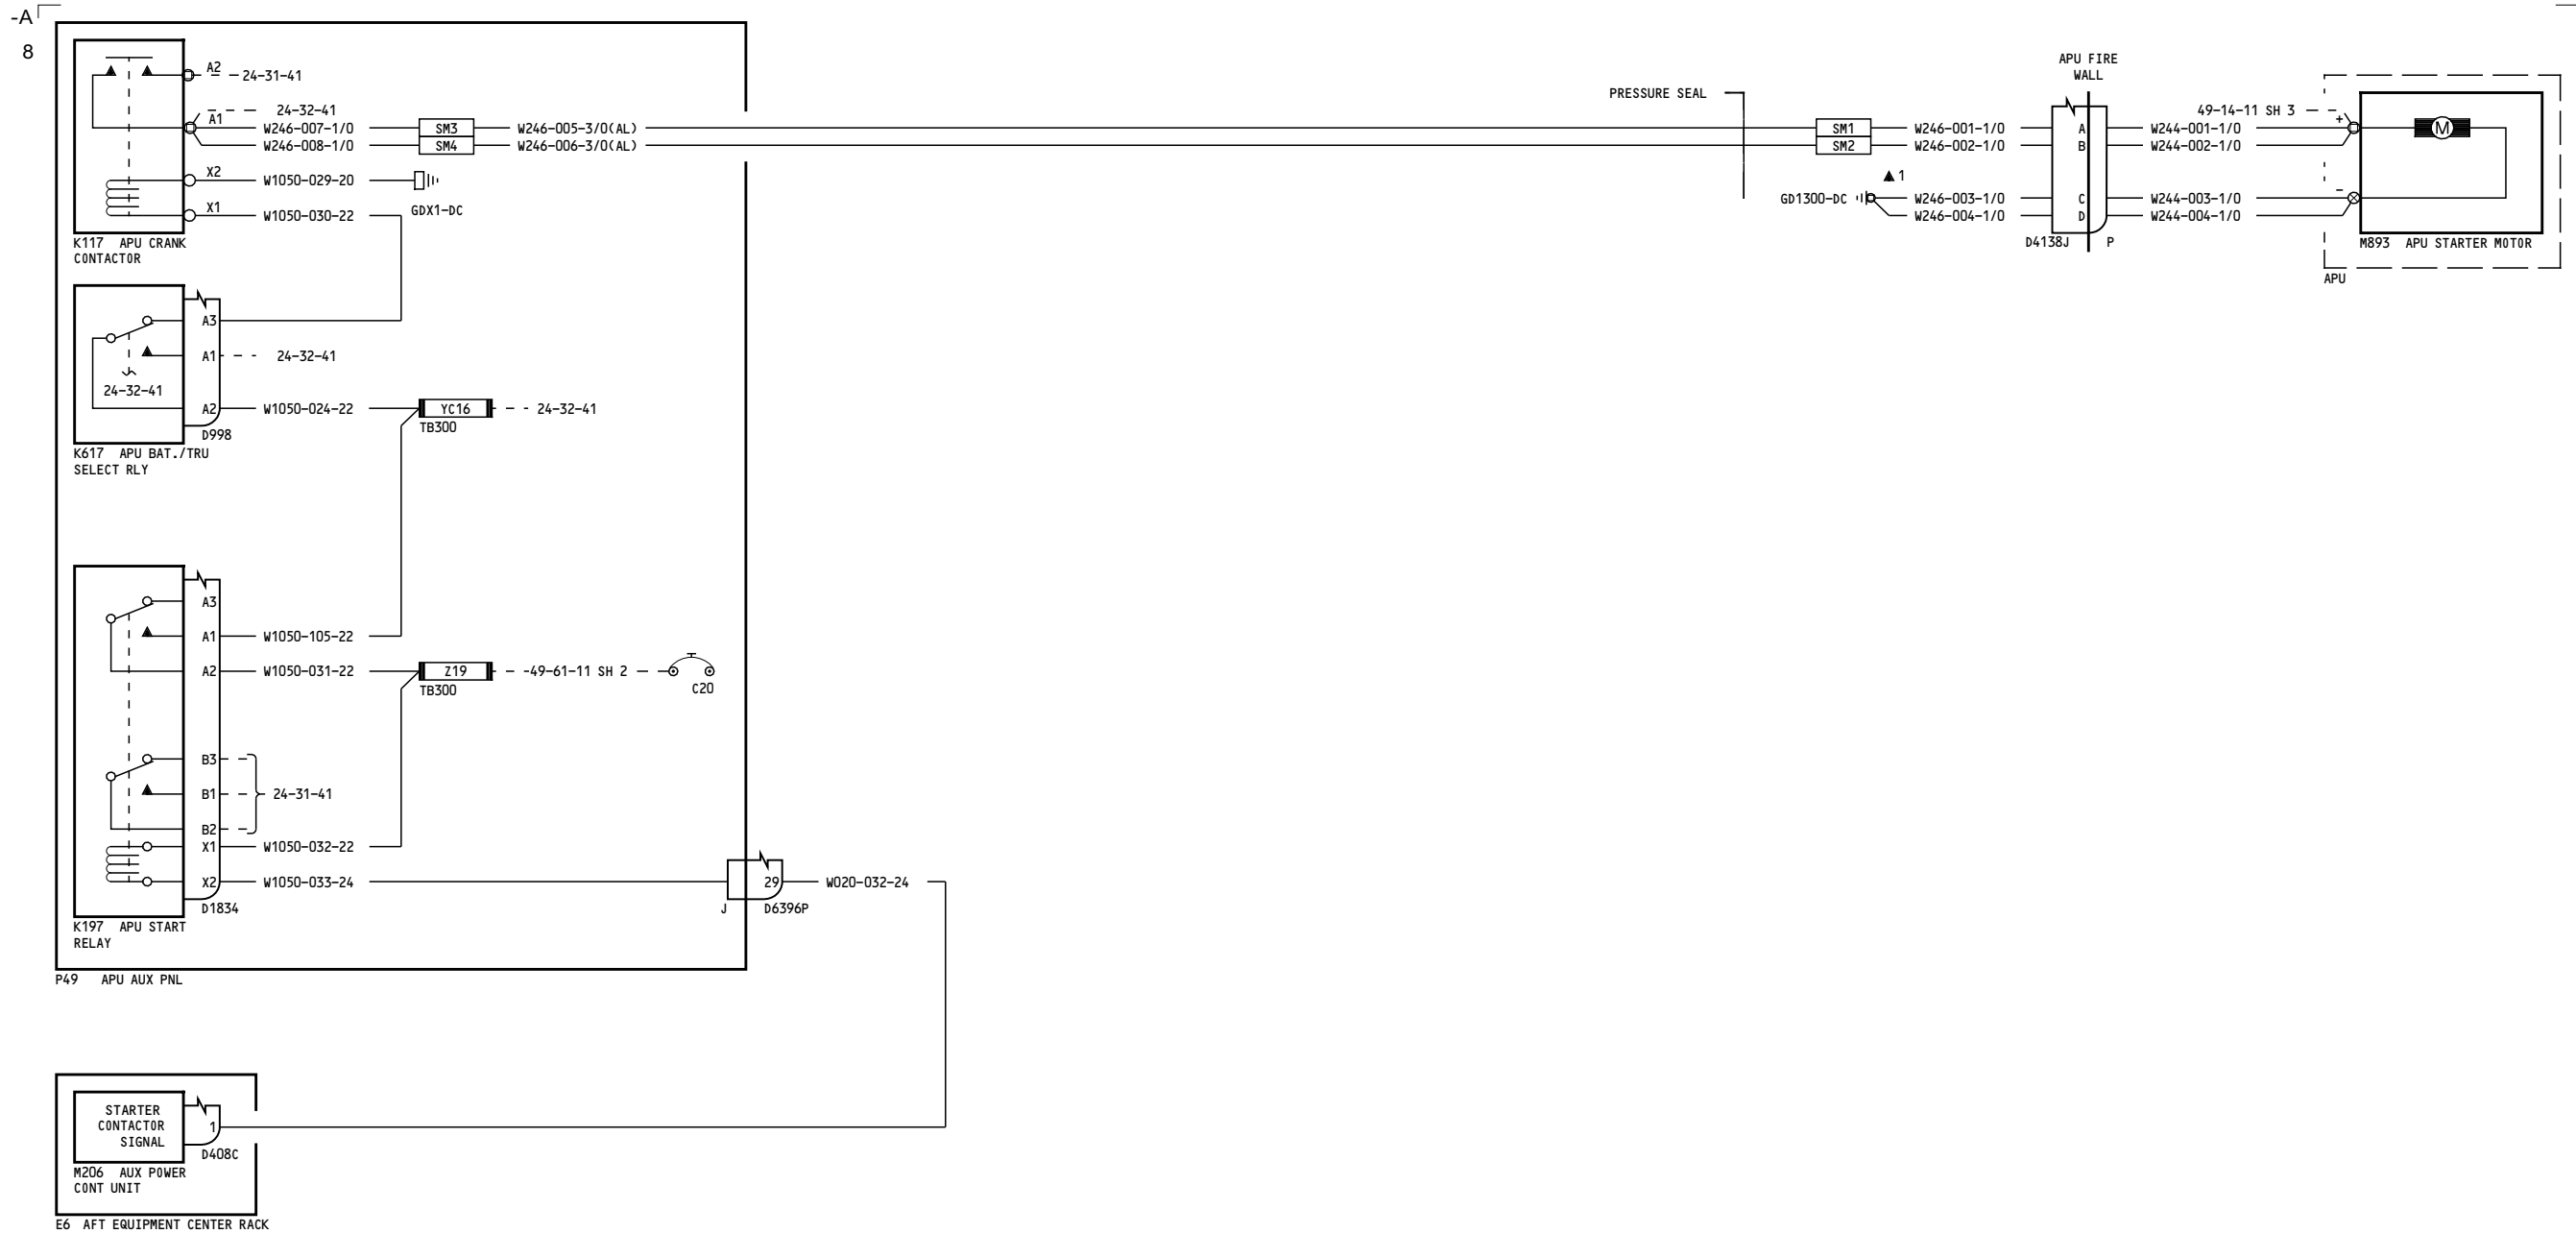 -A
8
A2
24-31-41
24-32-41
A1
W246-007-1/0
SM3
W246-005-3/0(AL)
W246-008-1/0
SM4
W246-006-3/0(AL)
X2
W1050-029-20
GDX1-DC
X1
W1050-030-22
K117 APU CRANK
CONTACTOR
PRESSURE SEAL
SM1
W246-001-1/0
SM2
W246-002-1/0
1
GD1300-DC
W246-003-1/0
W246-004-1/0
APU FIRE
WALL
A
B
C
D
D4138J
P
49-14-11 SH 3
+
W244-001-1/0
W244-002-1/0
-
W244-003-1/0
W244-004-1/0
M
M893 APU STARTER MOTOR
APU
A3
A1
24-32-41
24-32-41
A2
W1050-024-22
YC16
24-32-41
TB300
D998
K617 APU BAT./TRU
SELECT RLY
A3
A1
W1050-105-22
A2
W1050-031-22
Z19
-49-61-11 SH 2
TB300
C20
B3
B1
24-31-41
B2
X1
W1050-032-22
X2
W1050-033-24
29
W020-032-24
D1834
J
D6396P
K197 APU START
RELAY
P49 APU AUX PNL
STARTER
CONTACTOR
SIGNAL
1
D408C
M206 AUX POWER
CONT UNIT
E6 AFT EQUIPMENT CENTER RACK